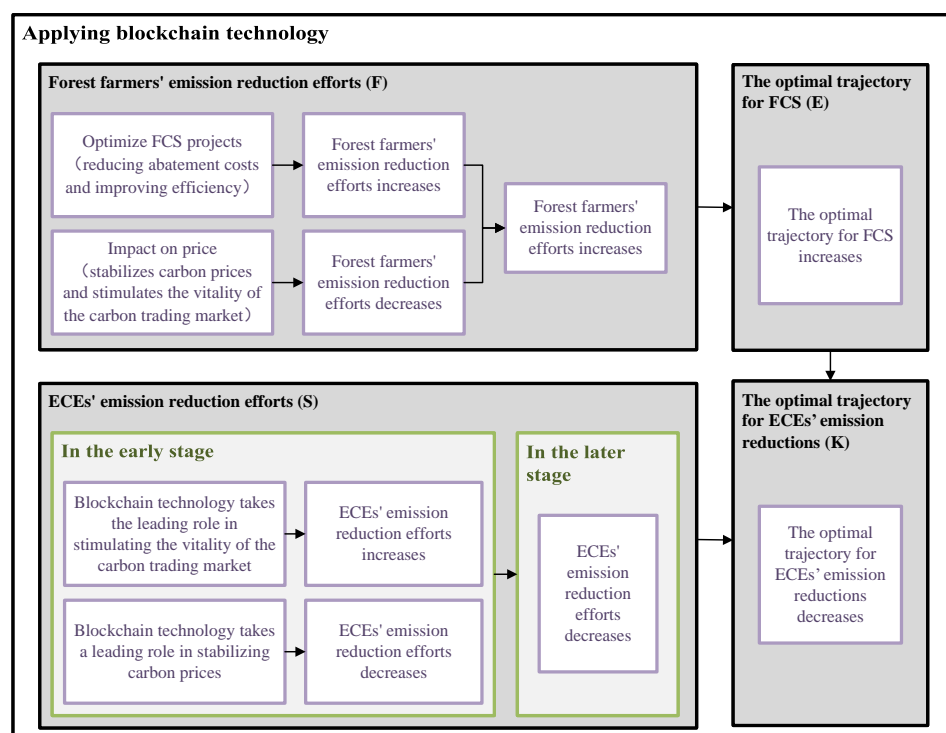 Applying blockchain technology
Forest farmers' emission reduction efforts (F)
Optimize FCS projects
（reducing abatement costs
and improving efficiency）
Forest farmers'
emission reduction
efforts increases
Impact on price
（stabilizes carbon prices
and stimulates the vitality of
the carbon trading market）
Forest farmers'
emission reduction
efforts decreases
Forest farmers'
emission reduction
efforts increases
The optimal trajectory
for FCS (E)
The optimal
trajectory for FCS
increases
ECEs' emission reduction efforts (S)
In the early stage
Blockchain technology takes
the leading role in
stimulating the vitality of the
carbon trading market
ECEs' emission
reduction efforts
increases
Blockchain technology takes
a leading role in stabilizing
carbon prices
ECEs' emission
reduction efforts
decreases
In the later
stage
ECEs'
emission
reduction
efforts
decreases
The optimal trajectory
for ECEs’ emission
reductions (K)
The optimal
trajectory for
ECEs’ emission
reductions
decreases